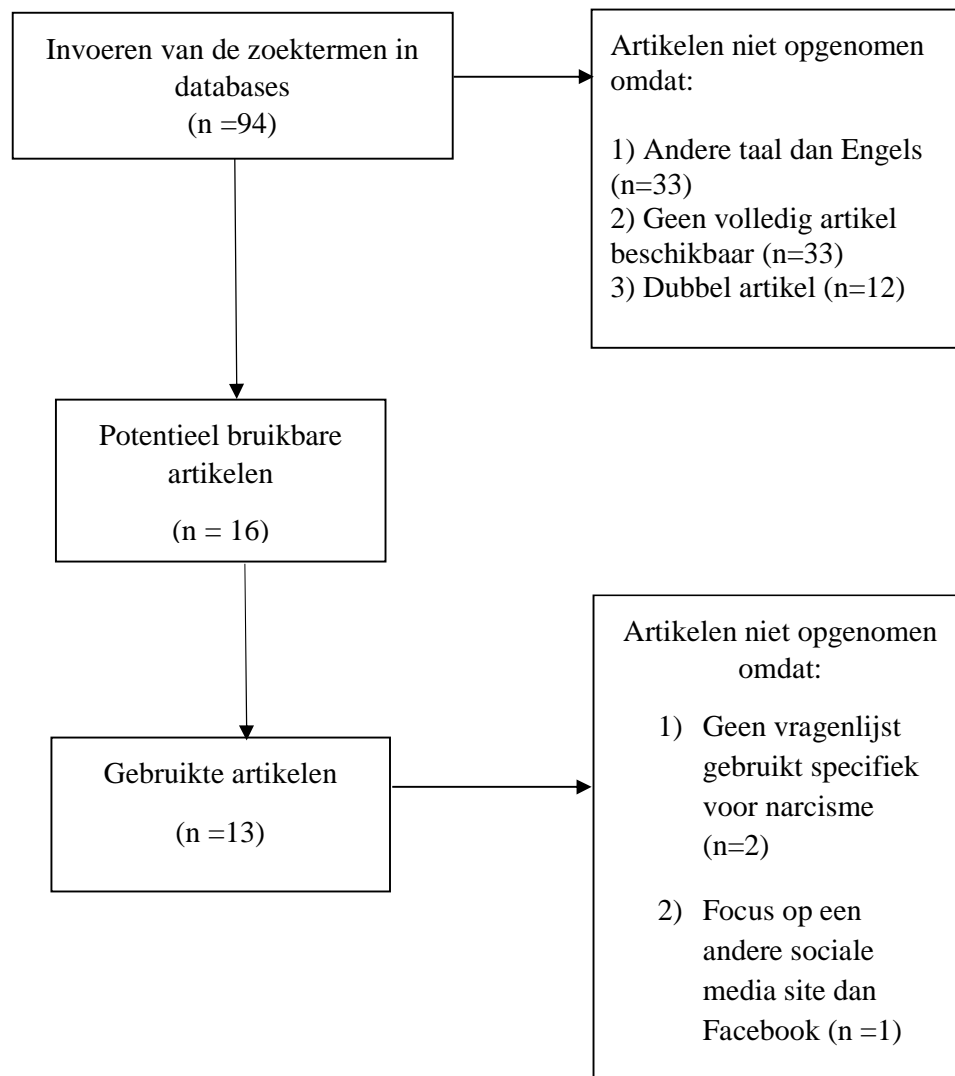 Invoeren van de zoektermen in
databases
(n =94)
Artikelen niet opgenomen
omdat:
1) Andere taal dan Engels
(n=33)
2) Geen volledig artikel
beschikbaar (n=33)
3) Dubbel artikel (n=12)
Potentieel bruikbare
artikelen
(n = 16)
Gebruikte artikelen
(n =13)
Artikelen niet opgenomen
omdat:
1) Geen vragenlijst
gebruikt specifiek
voor narcisme
(n=2)
2) Focus op een
andere sociale
media site dan
Facebook (n =1)